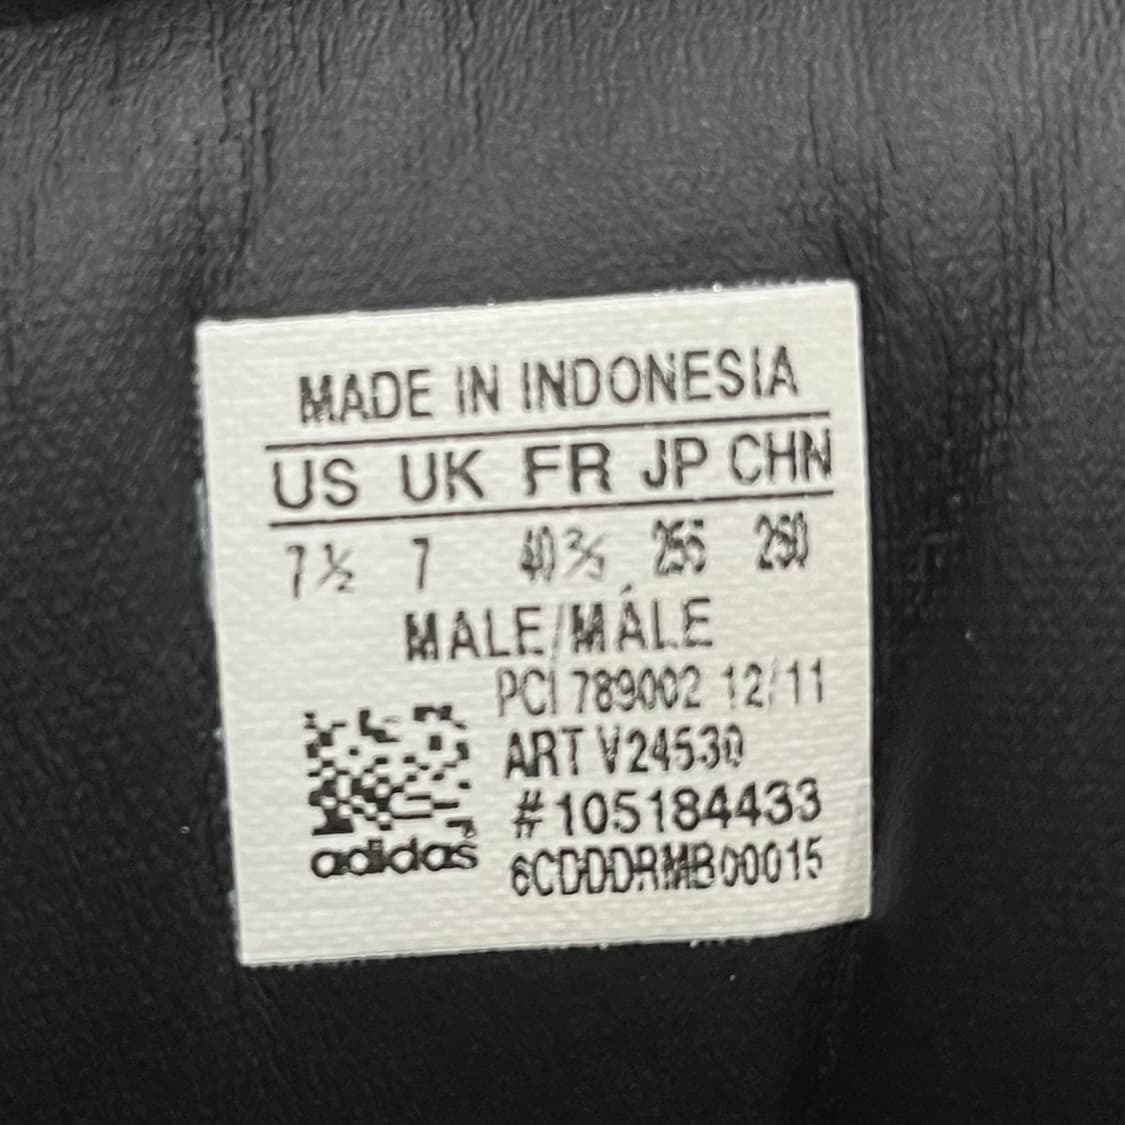 MADE IN INDONESIA
US UK FR JP CHN
7½ 7 40⅔ 255 250
MALE/MÁLE
PCI 789002 12/11
ART V24530
#105184433
adidas
6CDDDRMB00015